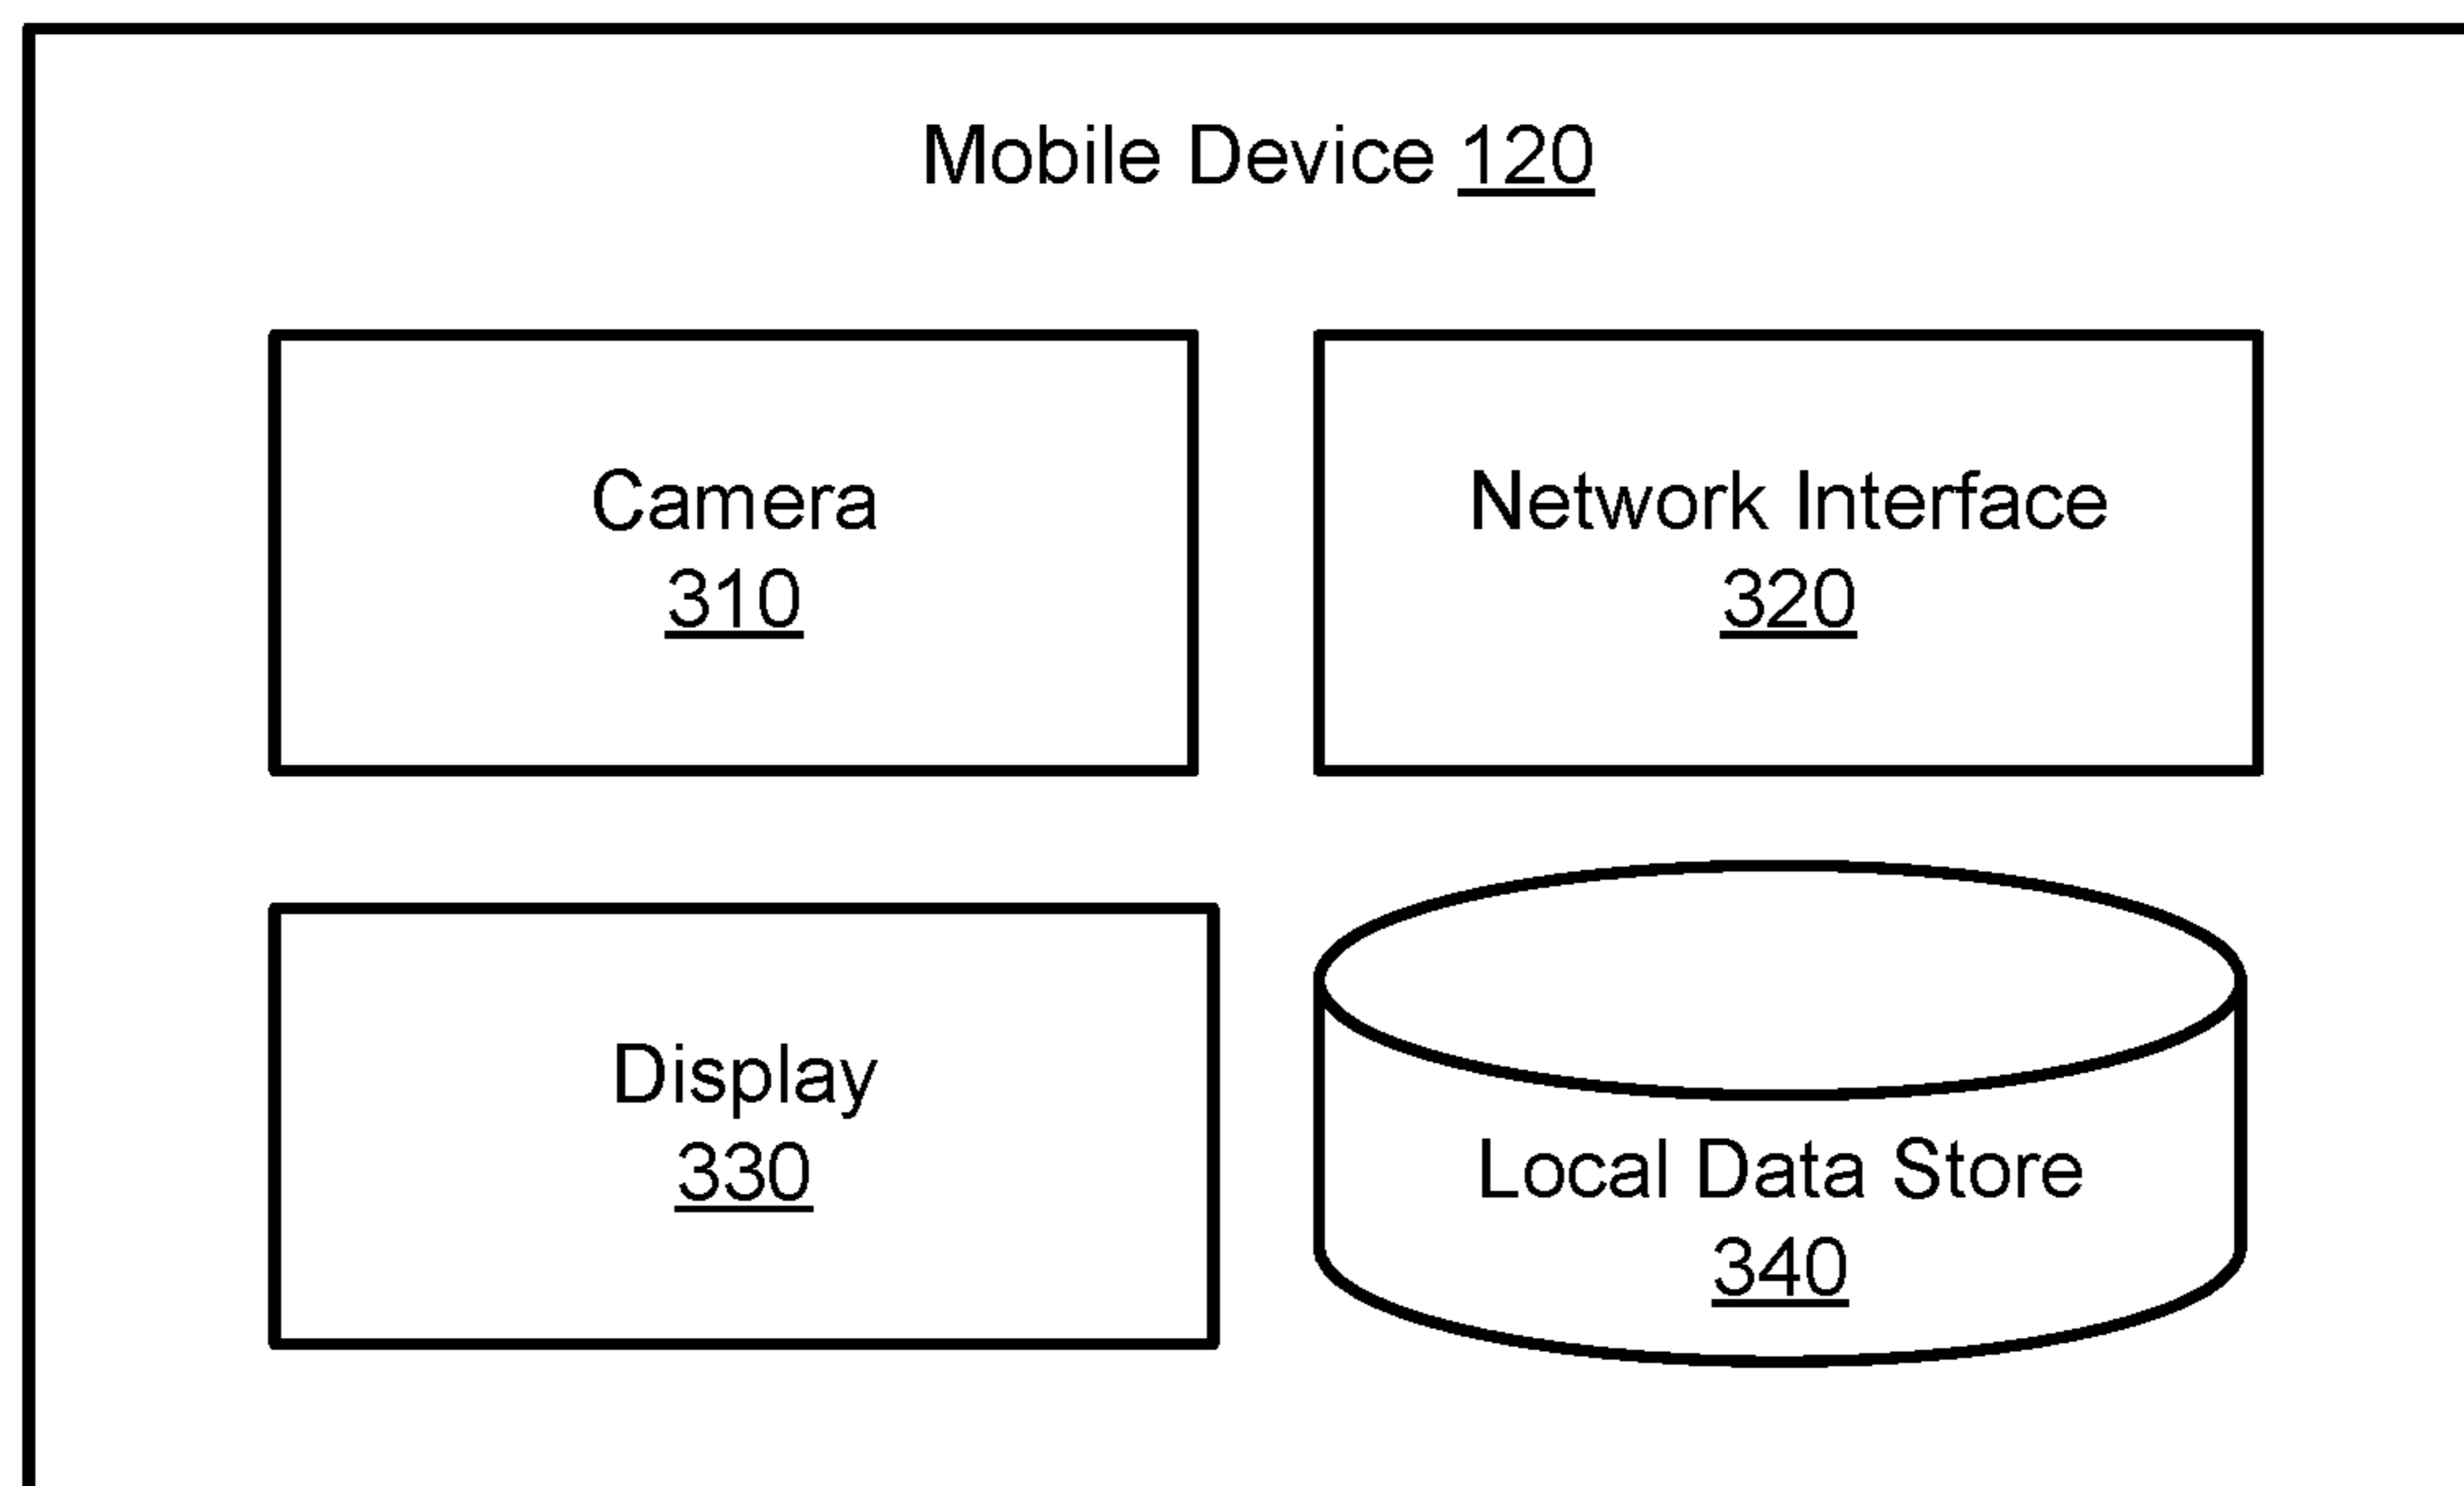 Mobile Device 120
Camera
310
Network Interface
320
Display
330
Local Data Store
340